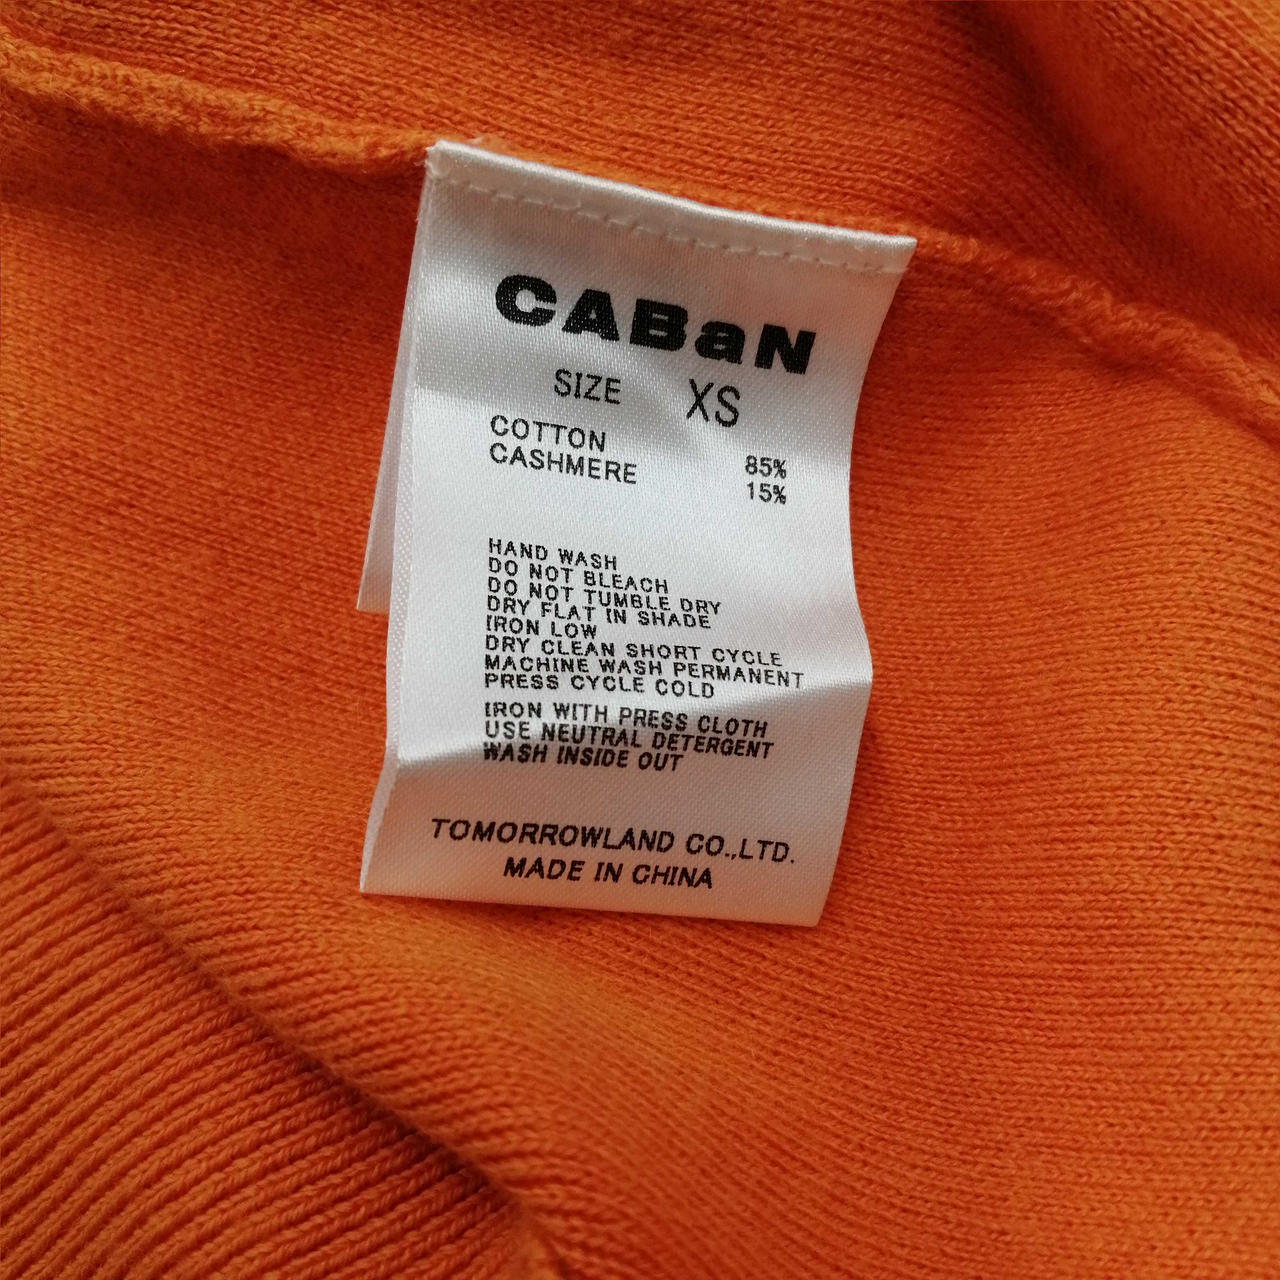 CABaN
SIZE XS
COTTON 85%
CASHMERE 15%
HAND WASH
DO NOT BLEACH
DO NOT TUMBLE DRY
DRY FLAT IN SHADE
IRON LOW
DRY CLEAN SHORT CYCLE
MACHINE WASH PERMANENT
PRESS CYCLE COLD
IRON WITH PRESS CLOTH
USE NEUTRAL DETERGENT
WASH INSIDE OUT
TOMORROWLAND CO.,LTD.
MADE IN CHINA